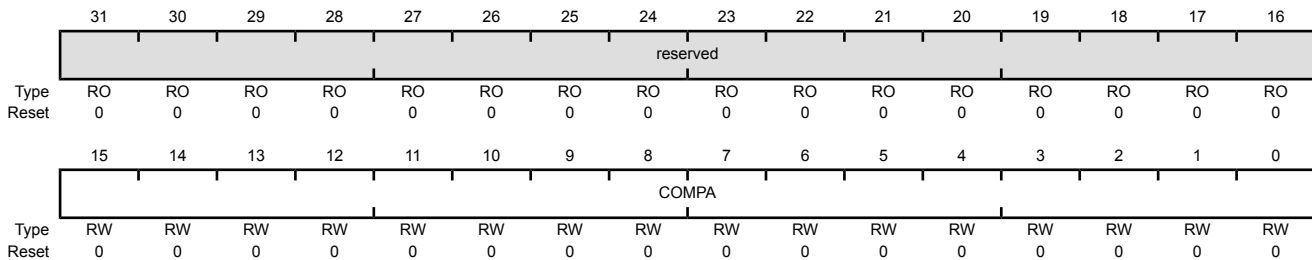 31 30 29 28 27 26 25 24 23 22 21 20 19 18 17 16
reserved
Type RO RO RO RO RO RO RO RO RO RO RO RO RO RO RO RO
Reset 0 0 0 0 0 0 0 0 0 0 0 0 0 0 0 0
15 14 13 12 11 10 9 8 7 6 5 4 3 2 1 0
COMPA
Type RW RW RW RW RW RW RW RW RW RW RW RW RW RW RW RW
Reset 0 0 0 0 0 0 0 0 0 0 0 0 0 0 0 0